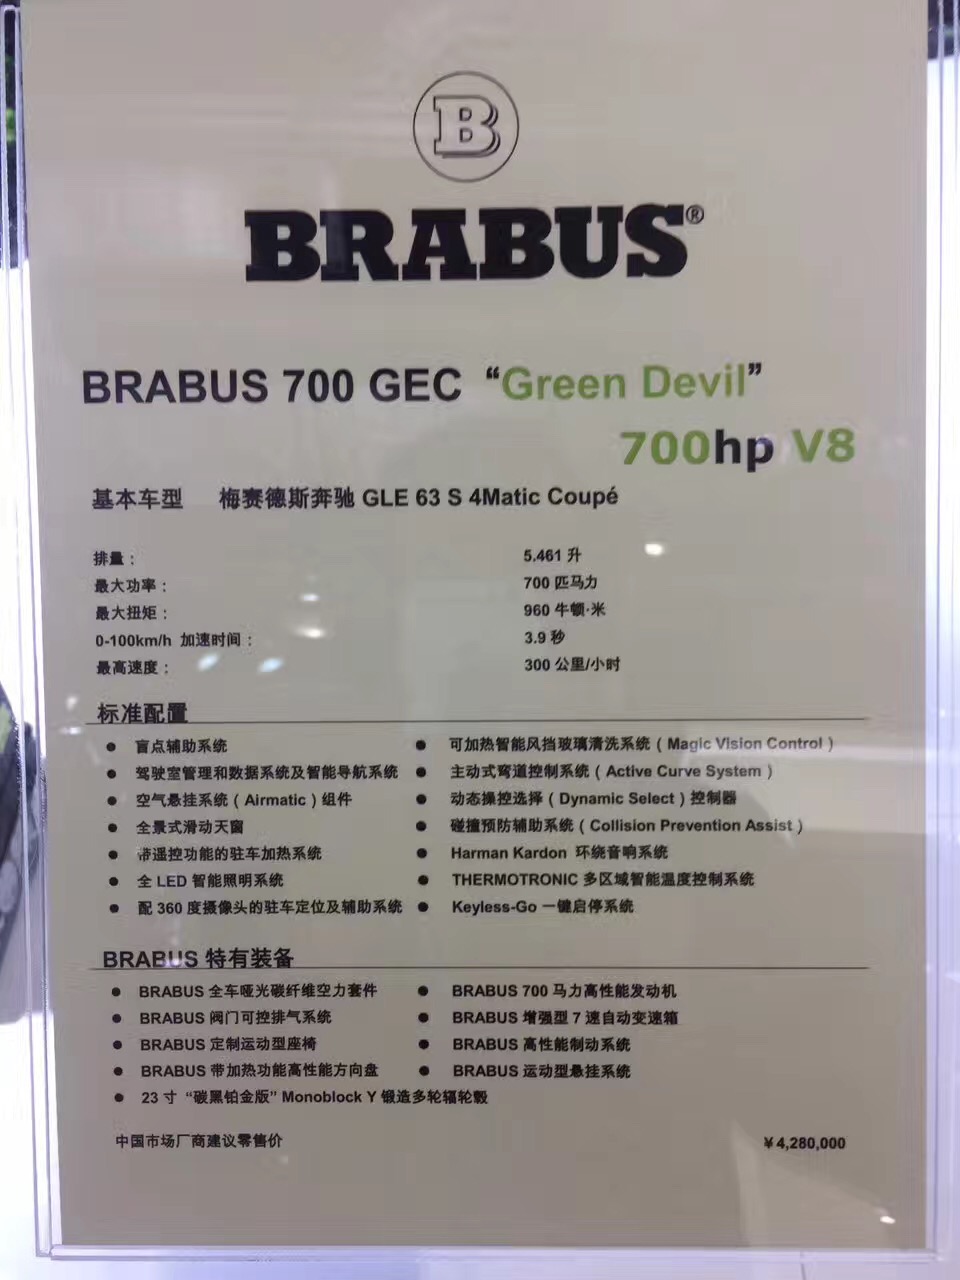 B
BRABUS®
BRABUS 700 GEC “Green Devil”
700hp V8
基本车型 梅赛德斯奔驰 GLE 63 S 4Matic Coupé
排量： 5.461 升
最大功率： 700 匹马力
最大扭矩： 960 牛顿·米
0-100km/h 加速时间： 3.9 秒
最高速度： 300 公里/小时
标准配置
● 盲点辅助系统 ● 可加热智能风挡玻璃清洗系统（Magic VIsion Control）
● 驾驶室管理和数据系统及智能导航系统 ● 主动式弯道控制系统（Active Curve System）
● 空气悬挂系统（Airmatic）组件 ● 动态操控选择（Dynamic Select）控制器
● 全景式滑动天窗 ● 碰撞预防辅助系统（Collision Prevention Assist）
● 带遥控功能的驻车加热系统 ● Harman Kardon 环绕音响系统
● 全 LED 智能照明系统 ● THERMOTRONIC 多区域智能温度控制系统
● 配 360 度摄像头的驻车定位及辅助系统 ● Keyless-Go 一键启停系统
BRABUS 特有装备
● BRABUS 全车哑光碳纤维空力套件 ● BRABUS 700 马力高性能发动机
● BRABUS 阀门可控排气系统 ● BRABUS 增强型 7 速自动变速箱
● BRABUS 定制运动型座椅 ● BRABUS 高性能制动系统
● BRABUS 带加热功能高性能方向盘 ● BRABUS 运动型悬挂系统
● 23 寸 “碳黑铂金版” Monoblock Y 锻造多轮辐轮毂
中国市场厂商建议零售价 ￥4,280,000